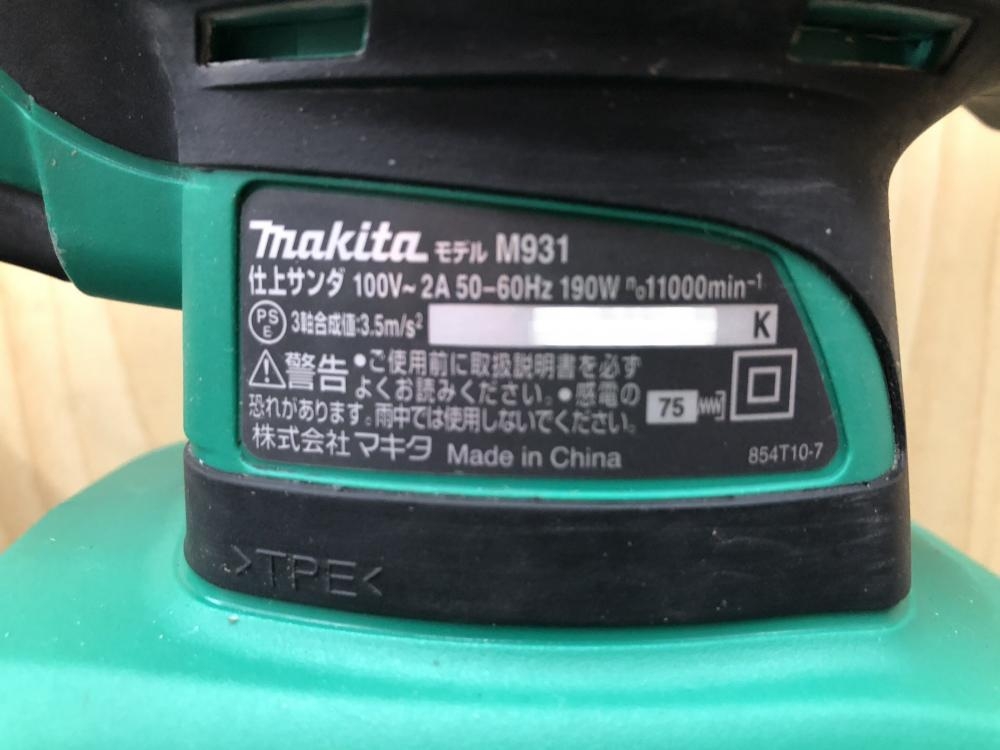 makita モデル M931
仕上サンダ 100V～2A 50-60Hz 190W n₀11000min⁻¹
PSE 3軸合成値:3.5m/s² K
警告 •ご使用前に取扱説明書を必ず
よくお読みください。•感電の
恐れがあります。雨中では使用しないでください。
75
株式会社 マキタ Made in China
854T10-7
>TPE<